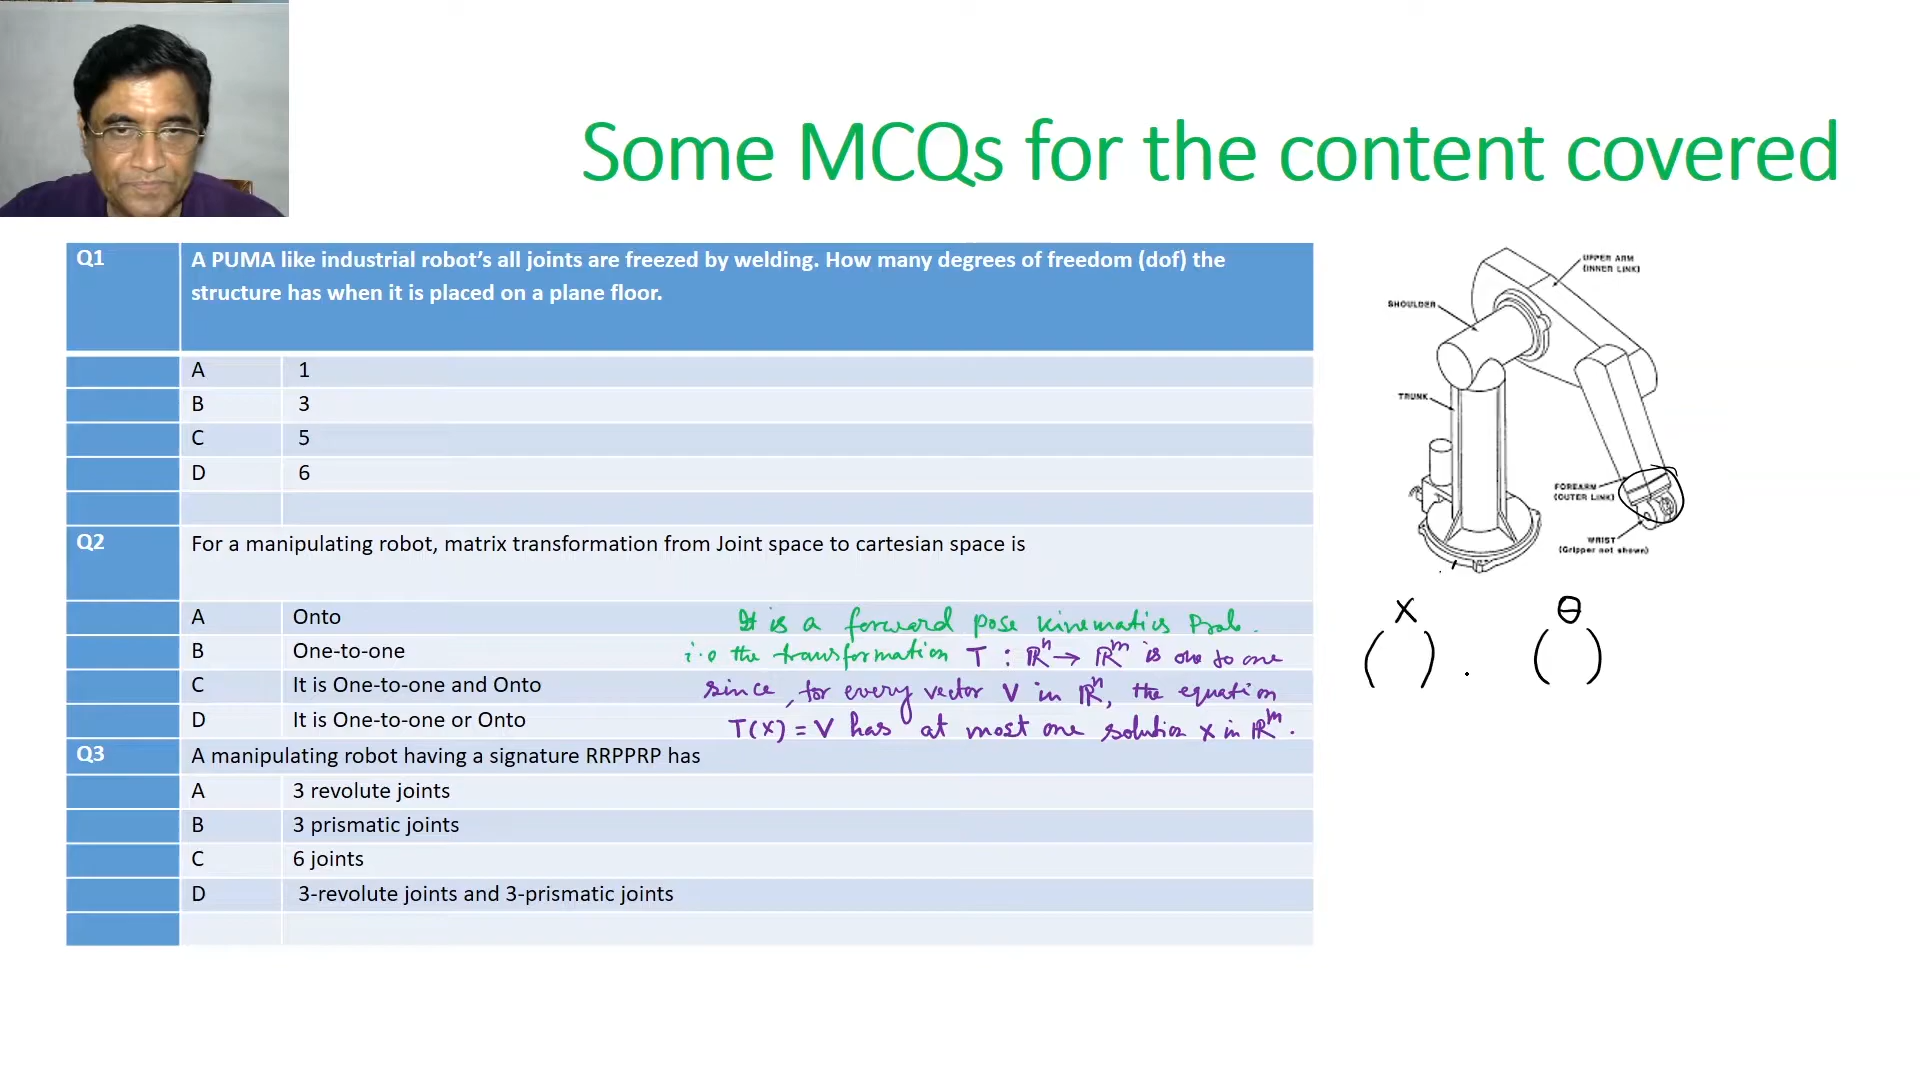 Some MCQs for the content covered
Q1 A PUMA like industrial robot's all joints are freezed by welding. How many degrees of freedom (dof) the
structure has when it is placed on a plane floor.
A 1
B 3
C 5
D 6
Q2 For a manipulating robot, matrix transformation from Joint space to cartesian space is
A Onto It is a forward pose kinematics Prob.
B One-to-one i.e the transformation T : ℝⁿ → ℝᵐ is one to one
C It is One-to-one and Onto since, for every vector V in ℝⁿ, the equation
D It is One-to-one or Onto T(X) = V has at most one solution X in ℝᵐ.
Q3 A manipulating robot having a signature RRPPRP has
A 3 revolute joints
B 3 prismatic joints
C 6 joints
D 3-revolute joints and 3-prismatic joints
UPPER ARM
(INNER LINK)
SHOULDER
TRUNK
FOREARM
(OUTER LINK)
WRIST
(Gripper not shown)
X θ
( ) . ( )